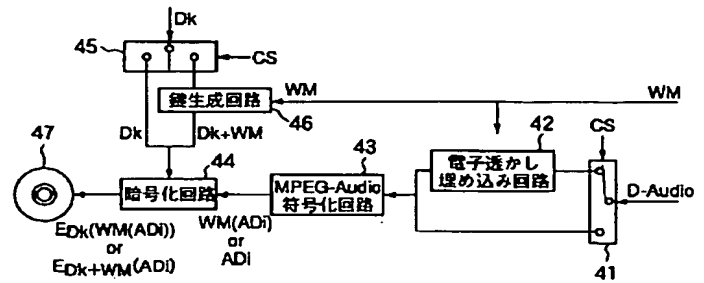 Dk
45
CS
WM
WM
鍵生成回路
46
Dk
Dk+WM
42
CS
47
44
43
電子透かし
埋め込み回路
D-Audio
暗号化回路
MPEG-Audio
符号化回路
EDk(WM(ADi))
or
EDk+WM(ADi)
WM(ADi)
or
ADi
41